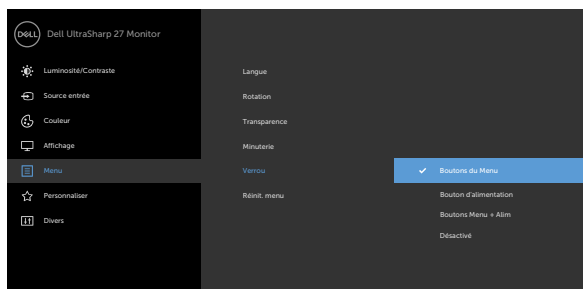 DELL Dell UltraSharp 27 Monitor
Luminosité/Contraste
Source entrée
Couleur
Affichage
Menu
Personnaliser
Divers
Langue
Rotation
Transparence
Minuterie
Verrou
Réinit. menu
Boutons du Menu
Bouton d'alimentation
Boutons Menu + Alim
Désactivé